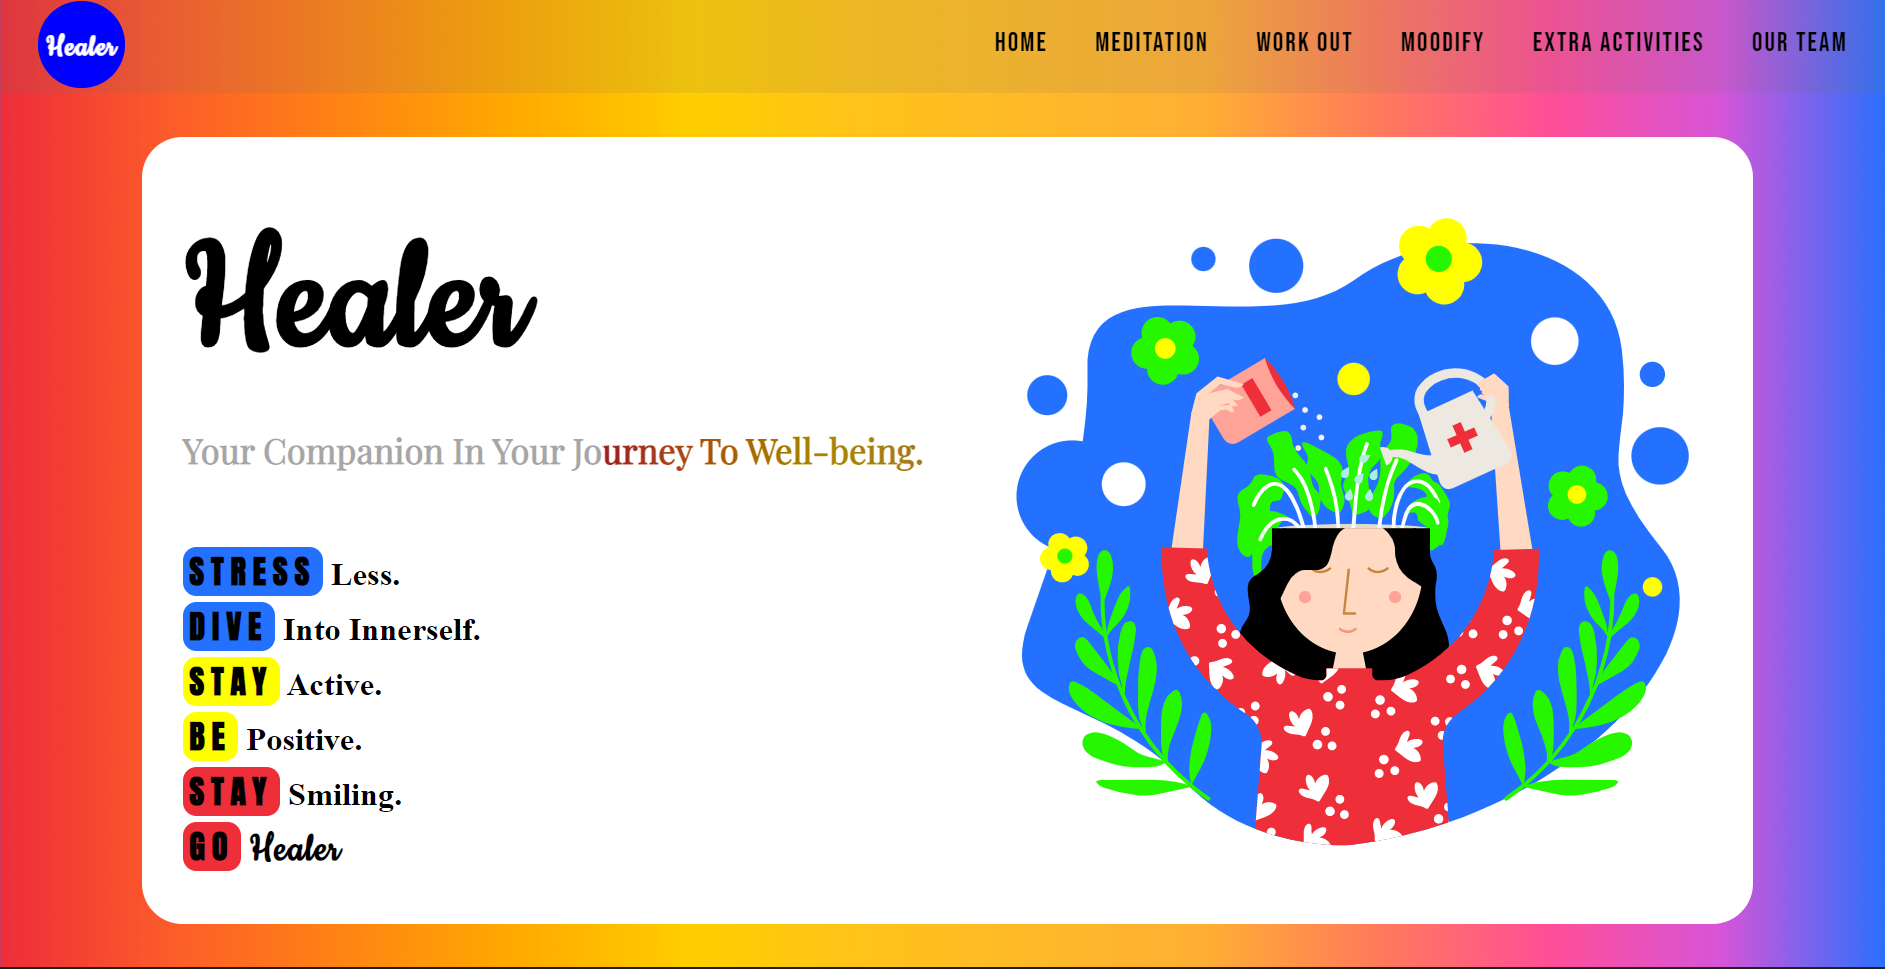 Healer
HOME MEDITATION WORK OUT MOODIFY EXTRA ACTIVITIES OUR TEAM
Healer
Your Companion In Your Journey To Well-being.
STRESS Less.
DIVE Into Innerself.
STAY Active.
BE Positive.
STAY Smiling.
GO Healer